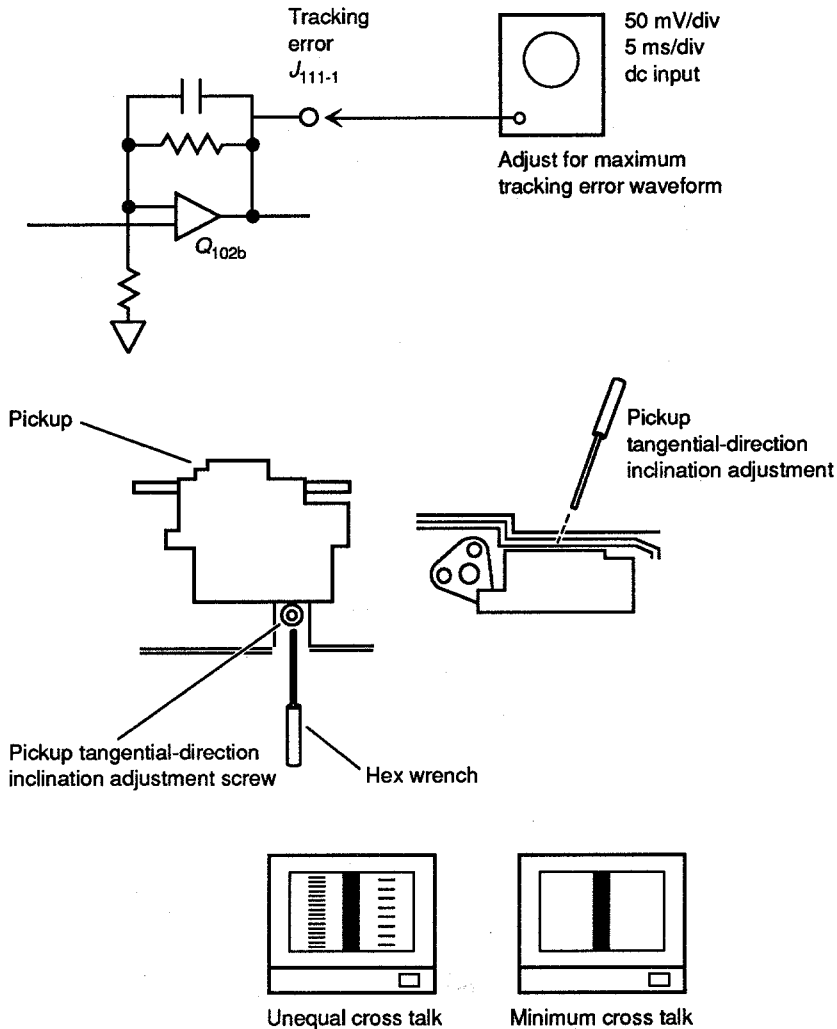 Tracking
error
J111-1
50 mV/div
5 ms/div
dc input
Adjust for maximum
tracking error waveform
Q102b
Pickup
Pickup
tangential-direction
inclination adjustment
Pickup tangential-direction
inclination adjustment screw
Hex wrench
Unequal cross talk
Minimum cross talk